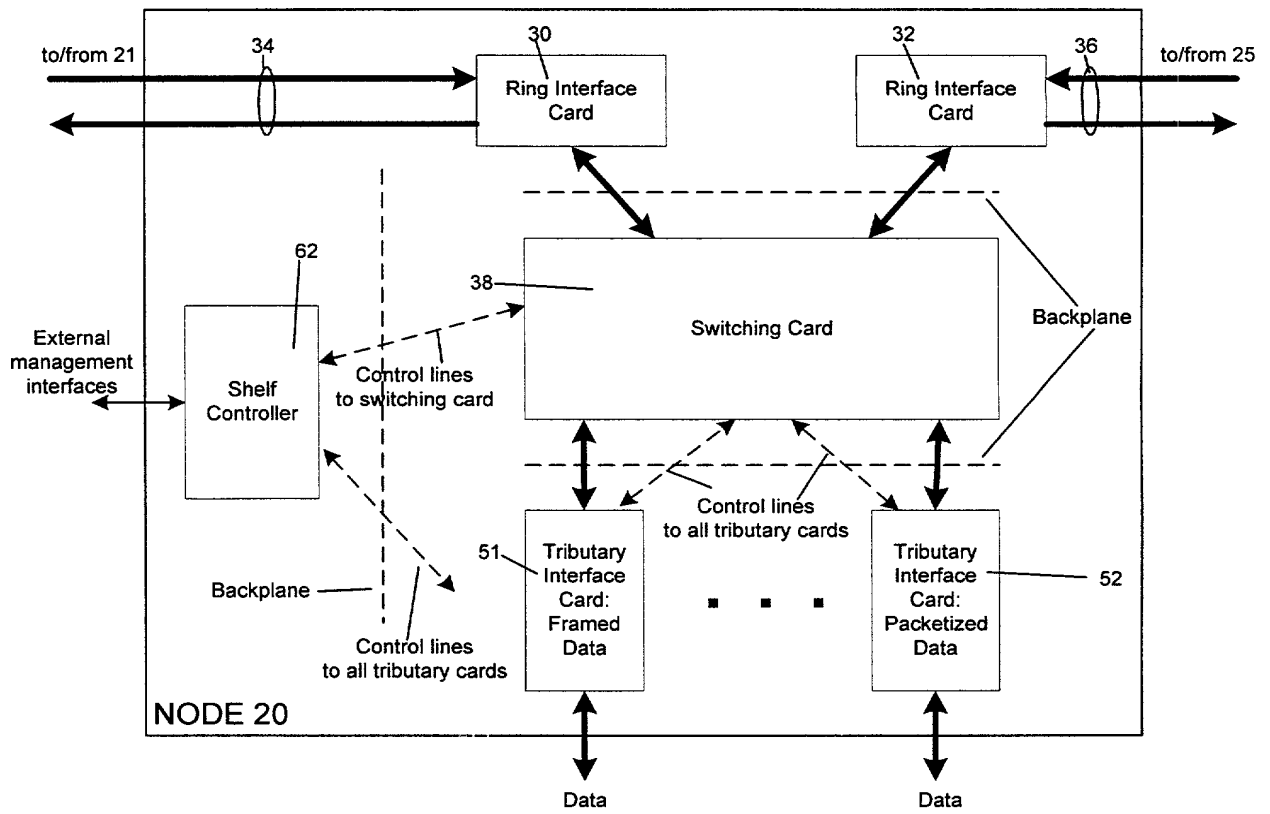 to/from 21
34
30
32
36
to/from 25
Ring Interface
Card
Ring Interface
Card
62
38
Switching Card
Backplane
External
management
interfaces
Shelf
Controller
Control lines
to switching card
Control lines
to all tributary cards
51
Tributary
Interface
Card:
Framed
Data
Tributary
Interface
Card:
Packetized
Data
52
Backplane
Control lines
to all tributary cards
NODE 20
Data
Data